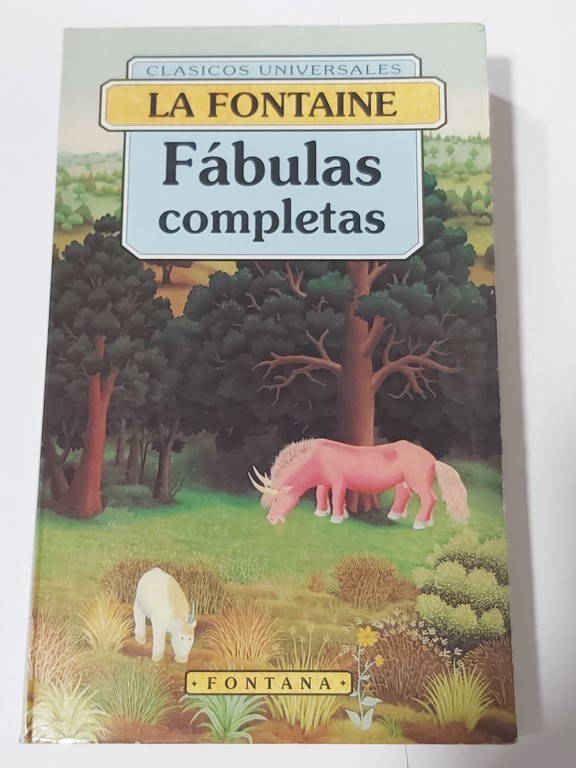 CLASICOS UNIVERSALES
LA FONTAINE
Fábulas
completas
FONTANA